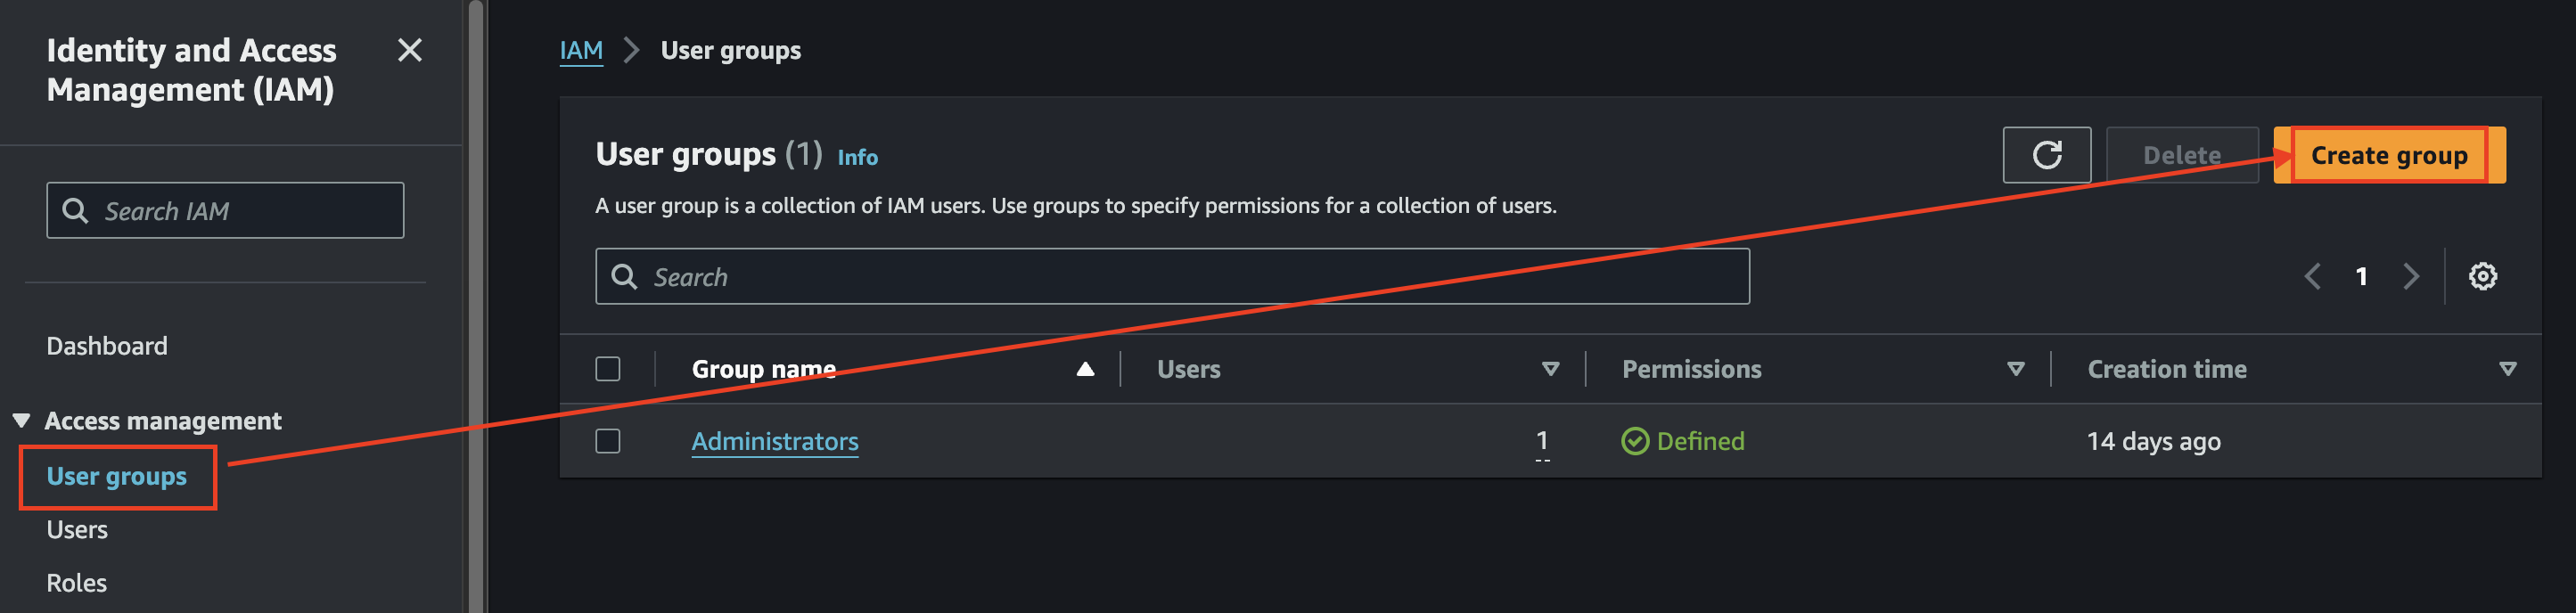 Identity and Access
Management (IAM)
Search IAM
Dashboard
Access management
User groups
Users
Roles
IAM > User groups
User groups (1) Info
Delete
Create group
A user group is a collection of IAM users. Use groups to specify permissions for a collection of users.
Search
1
Group name Users Permissions Creation time
Administrators 1 Defined 14 days ago